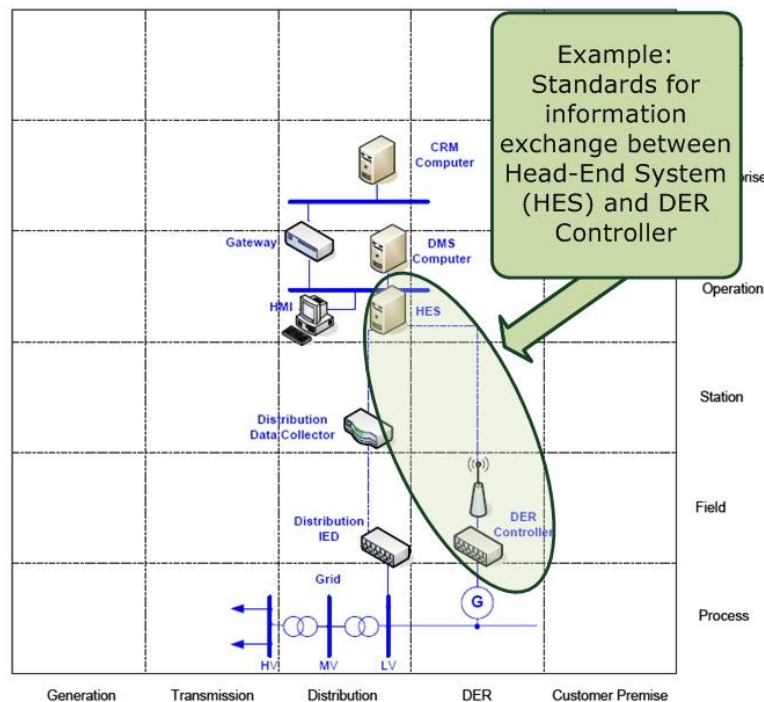 Example:
Standards for
information
exchange between
Head-End System
(HES) and DER
Controller
CRM
Computer
rise
Gateway
DMS
Computer
Operation
HMI
HES
Station
Distribution
Data Collector
Field
Distribution
IED
DER
Controller
Grid
G
Process
HV
MV
LV
Generation
Transmission
Distribution
DER
Customer Premise